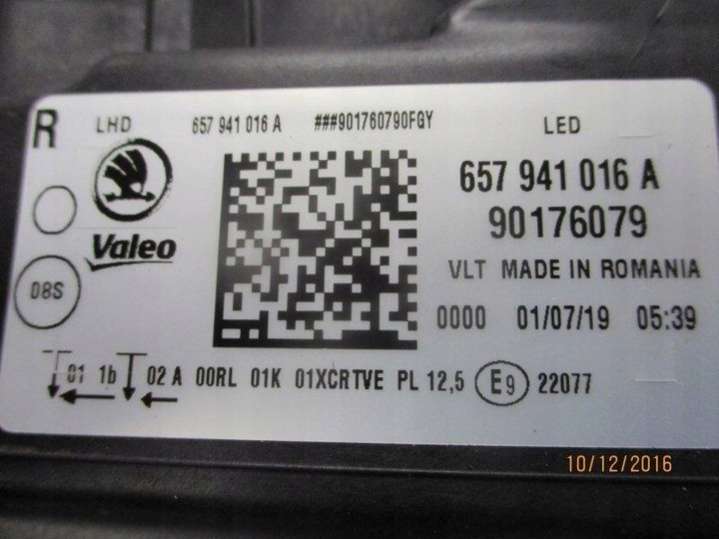 R LHD 657 941 016 A ###901760790FGY LED
657 941 016 A
90176079
Valeo
VLT MADE IN ROMANIA
08S
0000 01/07/19 05:39
01 1b 02 A 00RL 01K 01XCRTVE PL 12,5 E9 22077
10/12/2016